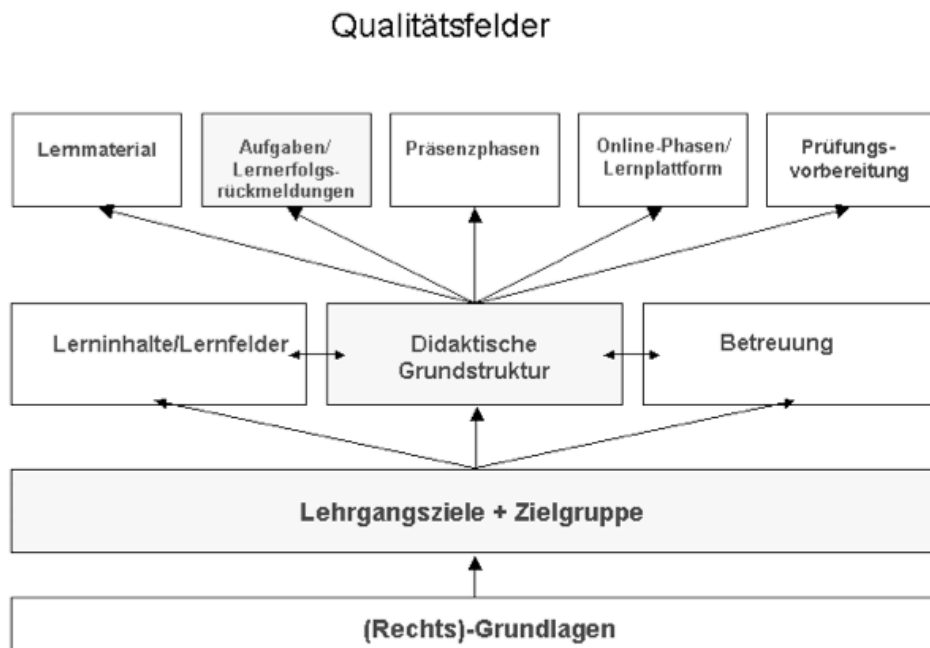 Qualitätsfelder
Lernmaterial
Aufgaben/
Lernerfolgs-
rückmeldungen
Präsenzphasen
Online-Phasen/
Lernplattform
Prüfungs-
vorbereitung
Lerninhalte/Lernfelder
Didaktische
Grundstruktur
Betreuung
Lehrgangsziele + Zielgruppe
(Rechts)-Grundlagen